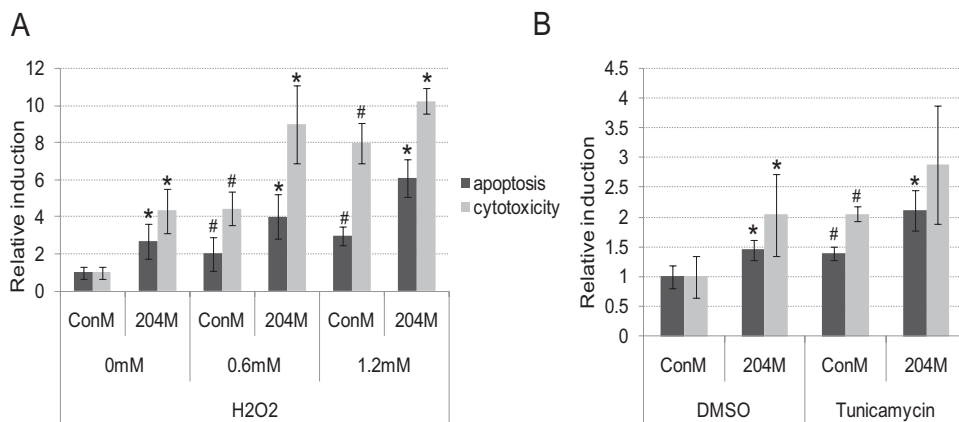 A
Relative induction
12
10
8
6
4
2
0
* * # # * * # # * *
ConM 204M ConM 204M ConM 204M
0mM 0.6mM 1.2mM
H2O2
apoptosis
cytotoxicity
B
Relative induction
4.5
4
3.5
3
2.5
2
1.5
1
0.5
0
* * # # *
ConM 204M ConM 204M
DMSO Tunicamycin